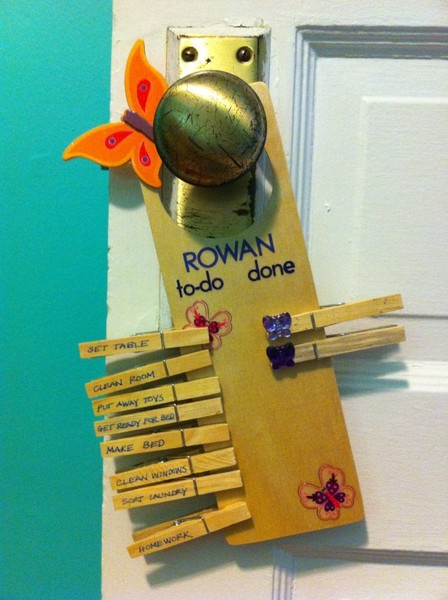 ROWAN
to-do done
SET TABLE
CLEAN ROOM
PUT AWAY TOYS
GET READY FOR BED
MAKE BED
CLEAN WINDOWS
SORT LAUNDRY
HOMEWORK